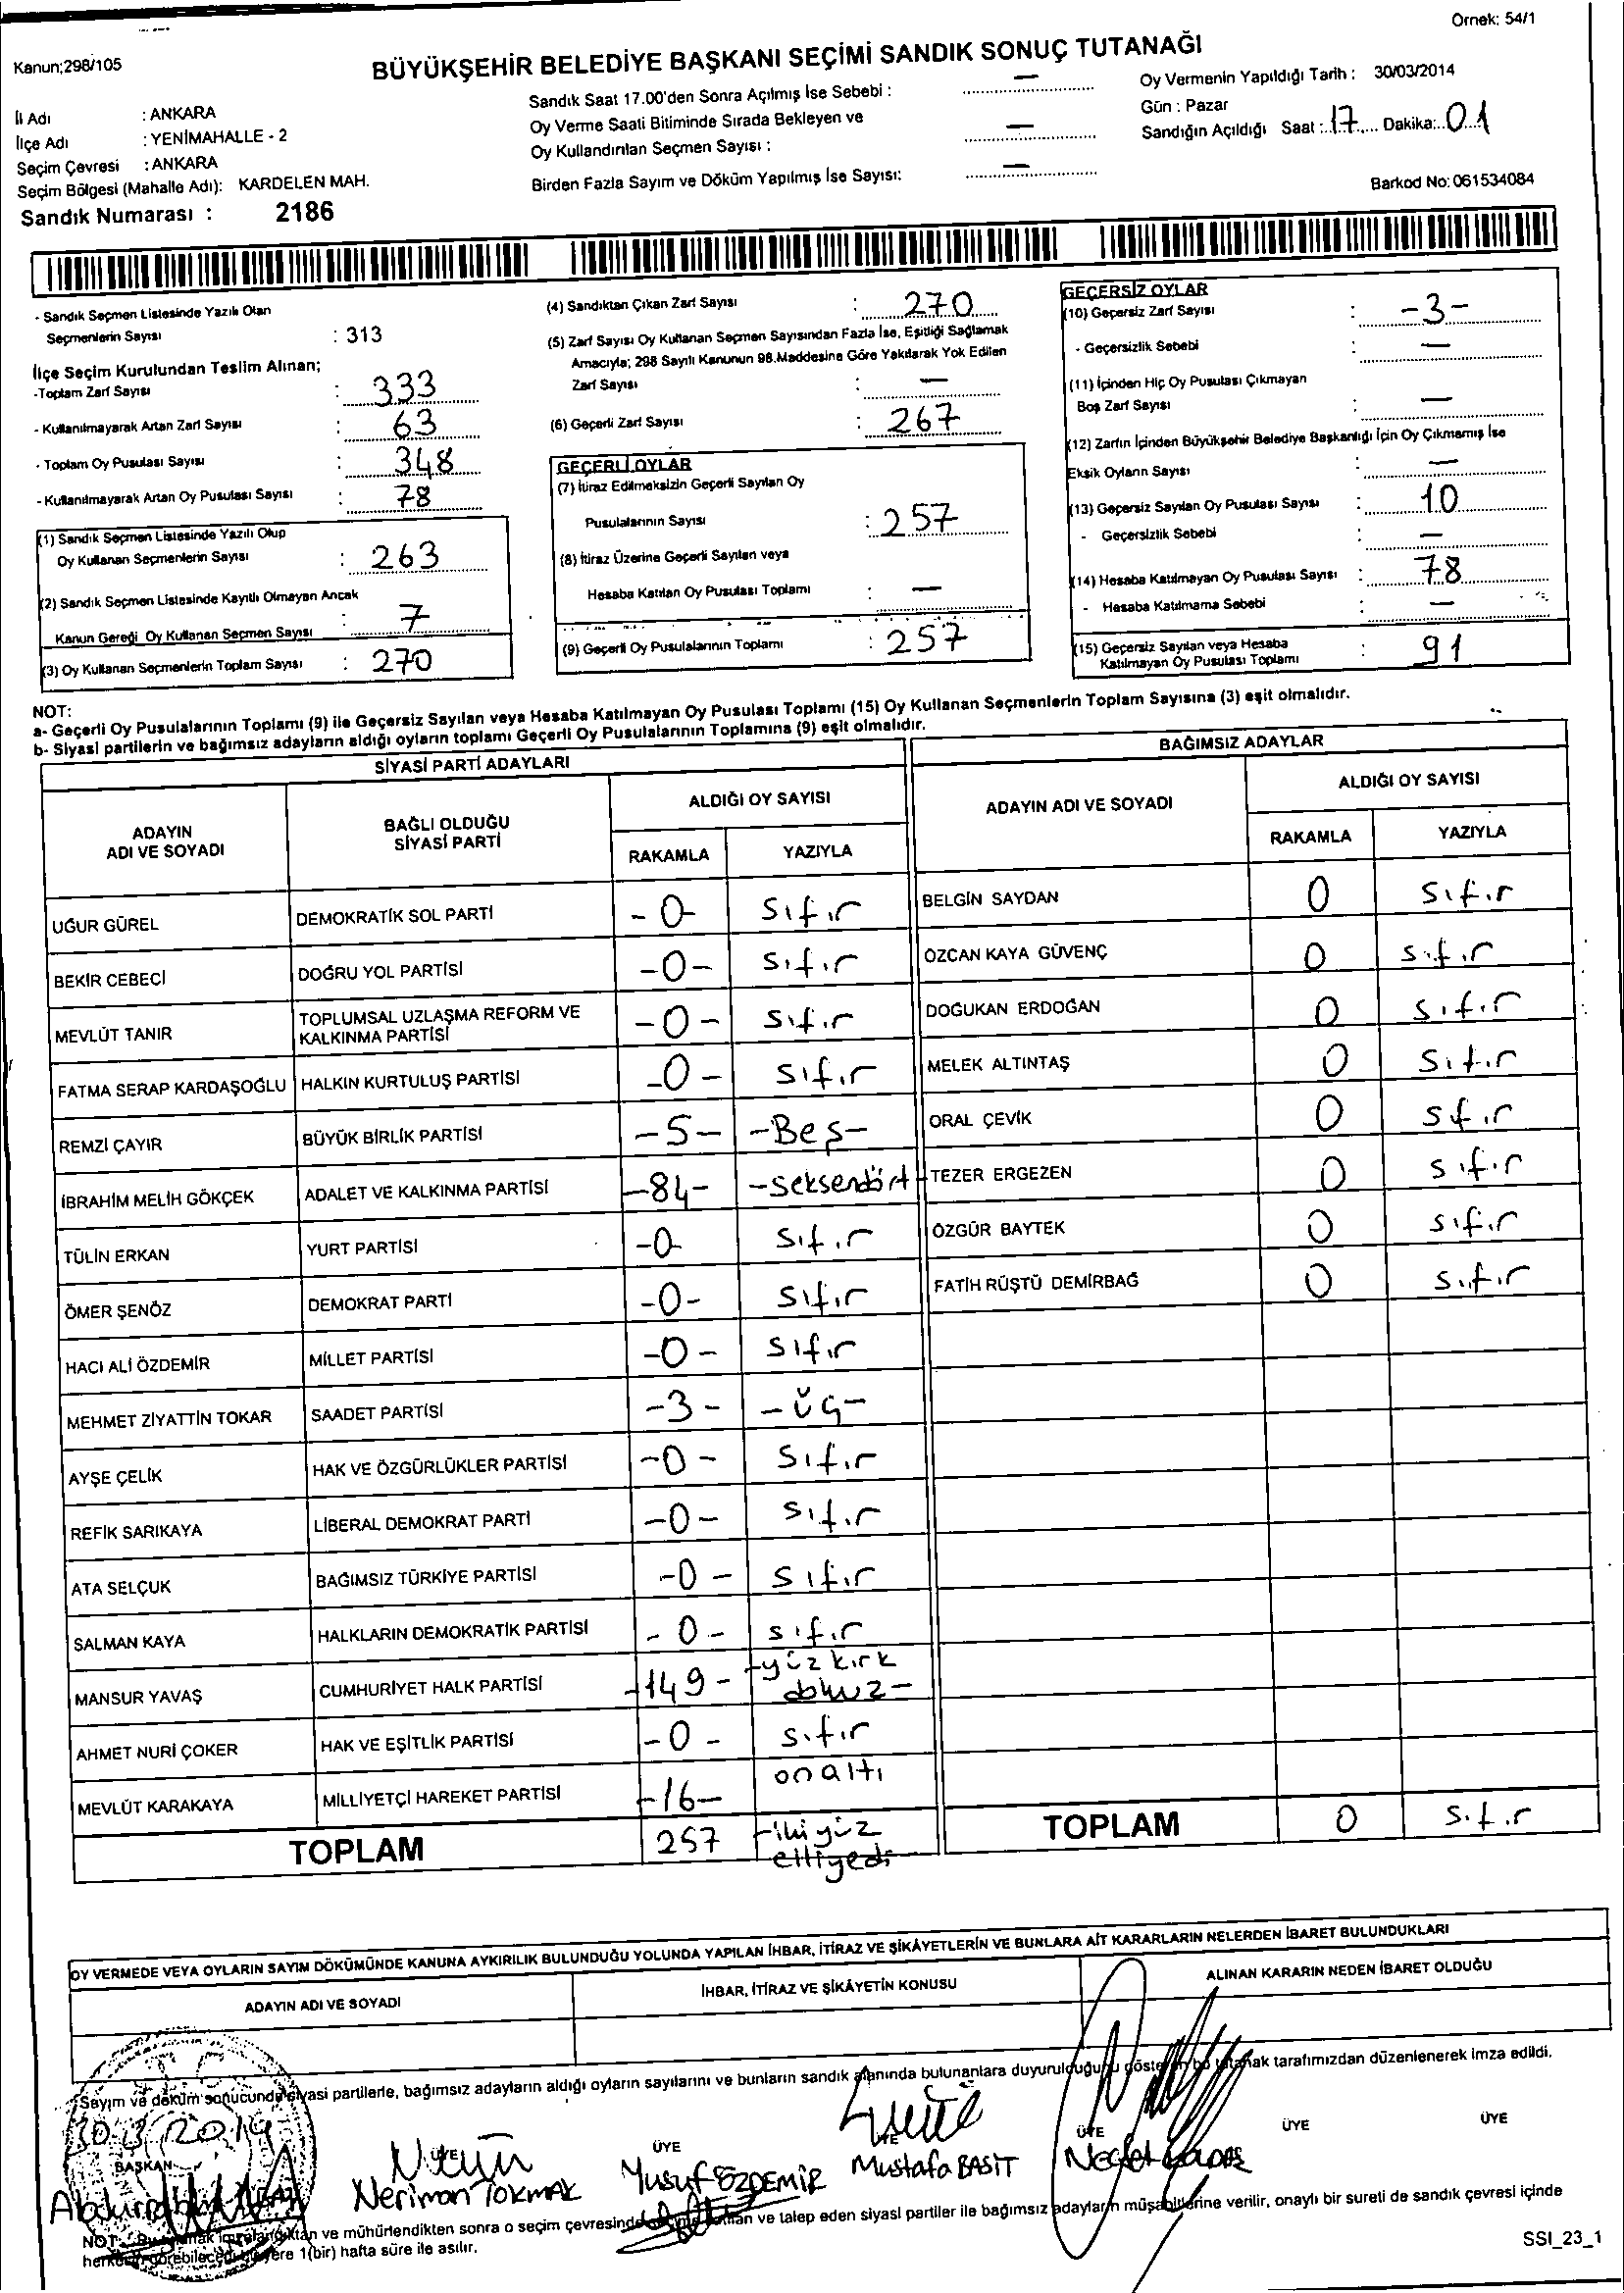 Örnek: 54/1
Kanun;298/105
BÜYÜKŞEHİR BELEDİYE BAŞKANI SEÇİMİ SANDIK SONUÇ TUTANAĞI
İl Adı : ANKARA
İlçe Adı : YENİMAHALLE - 2
Seçim Çevresi : ANKARA
Seçim Bölgesi (Mahalle Adı): KARDELEN MAH.
Sandık Numarası : 2186
Sandık Saat 17.00'den Sonra Açılmış İse Sebebi : —
Oy Verme Saati Bitiminde Sırada Bekleyen ve
Oy Kullandırılan Seçmen Sayısı : —
Birden Fazla Sayım ve Döküm Yapılmış İse Sayısı: —
Oy Vermenin Yapıldığı Tarih : 30/03/2014
Gün : Pazar
Sandığın Açıldığı Saat : 17 Dakika: 01
Barkod No: 061534084
- Sandık Seçmen Listesinde Yazılı Olan
Seçmenlerin Sayısı : 313
İlçe Seçim Kurulundan Teslim Alınan;
-Toplam Zarf Sayısı : 333
- Kullanılmayarak Artan Zarf Sayısı : 63
- Toplam Oy Pusulası Sayısı : 348
- Kullanılmayarak Artan Oy Pusulası Sayısı : 78
(1) Sandık Seçmen Listesinde Yazılı Olup
Oy Kullanan Seçmenlerin Sayısı : 263
(2) Sandık Seçmen Listesinde Kayıtlı Olmayan Ancak
Kanun Gereği Oy Kullanan Seçmen Sayısı : 7
(3) Oy Kullanan Seçmenlerin Toplam Sayısı : 270
(4) Sandıktan Çıkan Zarf Sayısı : 270
(5) Zarf Sayısı Oy Kullanan Seçmen Sayısından Fazla İse, Eşitliği Sağlamak
Amacıyla; 298 Sayılı Kanunun 98.Maddesine Göre Yakılarak Yok Edilen
Zarf Sayısı : —
(6) Geçerli Zarf Sayısı : 267
GEÇERLİ OYLAR
(7) İtiraz Edilmeksizin Geçerli Sayılan Oy
Pusulalarının Sayısı : 257
(8) İtiraz Üzerine Geçerli Sayılan veya
Hesaba Katılan Oy Pusulası Toplamı : —
(9) Geçerli Oy Pusulalarının Toplamı : 257
GEÇERSİZ OYLAR
(10) Geçersiz Zarf Sayısı : -3-
- Geçersizlik Sebebi : —
(11) İçinden Hiç Oy Pusulası Çıkmayan
Boş Zarf Sayısı : —
(12) Zarfın İçinden Büyükşehir Belediye Başkanlığı İçin Oy Çıkmamış İse
Eksik Oyların Sayısı : —
(13) Geçersiz Sayılan Oy Pusulası Sayısı : 10
- Geçersizlik Sebebi : —
(14) Hesaba Katılmayan Oy Pusulası Sayısı : 78
- Hesaba Katılmama Sebebi : —
(15) Geçersiz Sayılan veya Hesaba
Katılmayan Oy Pusulası Toplamı : 91
NOT:
a- Geçerli Oy Pusulalarının Toplamı (9) ile Geçersiz Sayılan veya Hesaba Katılmayan Oy Pusulası Toplamı (15) Oy Kullanan Seçmenlerin Toplam Sayısına (3) eşit olmalıdır.
b- Siyasi partilerin ve bağımsız adayların aldığı oyların toplamı Geçerli Oy Pusulalarının Toplamına (9) eşit olmalıdır.
SİYASİ PARTİ ADAYLARI
ADAYIN ADI VE SOYADI
BAĞLI OLDUĞU SİYASİ PARTİ
ALDIĞI OY SAYISI
RAKAMLA YAZIYLA
UĞUR GÜREL DEMOKRATİK SOL PARTİ -0- Sıfır
BEKİR CEBECİ DOĞRU YOL PARTİSİ -0- Sıfır
MEVLÜT TANIR TOPLUMSAL UZLAŞMA REFORM VE KALKINMA PARTİSİ -0- Sıfır
FATMA SERAP KARDAŞOĞLU HALKIN KURTULUŞ PARTİSİ -0- Sıfır
REMZİ ÇAYIR BÜYÜK BİRLİK PARTİSİ -5- -Beş-
İBRAHİM MELİH GÖKÇEK ADALET VE KALKINMA PARTİSİ -84- -seksendört
TÜLİN ERKAN YURT PARTİSİ -0- Sıfır
ÖMER ŞENÖZ DEMOKRAT PARTİ -0- Sıfır
HACI ALİ ÖZDEMİR MİLLET PARTİSİ -0- Sıfır
MEHMET ZİYATTİN TOKAR SAADET PARTİSİ -3- -üç-
AYŞE ÇELİK HAK VE ÖZGÜRLÜKLER PARTİSİ -0- Sıfır
REFİK SARIKAYA LİBERAL DEMOKRAT PARTİ -0- Sıfır
ATA SELÇUK BAĞIMSIZ TÜRKİYE PARTİSİ -0- Sıfır
SALMAN KAYA HALKLARIN DEMOKRATİK PARTİSİ -0- sıfır
MANSUR YAVAŞ CUMHURİYET HALK PARTİSİ -149- -yüz kırk dokuz-
AHMET NURİ ÇOKER HAK VE EŞİTLİK PARTİSİ -0- sıfır
MEVLÜT KARAKAYA MİLLİYETÇİ HAREKET PARTİSİ -16- onaltı
TOPLAM 257 -ikiyüz elliyedi
BAĞIMSIZ ADAYLAR
ADAYIN ADI VE SOYADI
ALDIĞI OY SAYISI
RAKAMLA YAZIYLA
BELGİN SAYDAN 0 Sıfır
ÖZCAN KAYA GÜVENÇ 0 sıfır
DOĞUKAN ERDOĞAN 0 Sıfır
MELEK ALTINTAŞ 0 Sıfır
ORAL ÇEVİK 0 Sıfır
TEZER ERGEZEN 0 Sıfır
ÖZGÜR BAYTEK 0 Sıfır
FATİH RÜŞTÜ DEMİRBAĞ 0 Sıfır
TOPLAM 0 Sıfır
OY VERMEDE VEYA OYLARIN SAYIM DÖKÜMÜNDE KANUNA AYKIRILIK BULUNDUĞU YOLUNDA YAPILAN İHBAR, İTİRAZ VE ŞİKÂYETLERİN VE BUNLARA AİT KARARLARIN NELERDEN İBARET BULUNDUKLARI
ADAYIN ADI VE SOYADI
İHBAR, İTİRAZ VE ŞİKÂYETİN KONUSU
ALINAN KARARIN NEDEN İBARET OLDUĞU
Sayım ve döküm sonucunda siyasi partilerle, bağımsız adayların aldığı oyların sayılarını ve bunların sandık alanında bulunanlara duyurulduğunu gösteren bu tutanak tarafımızdan düzenlenerek imza edildi.
30.3.2014
BAŞKAN ÜYE ÜYE ÜYE ÜYE ÜYE ÜYE
Neriman TOKMAK
Yusuf ÖZDEMİR
Mustafa BASİT
NOT: Bu tutanak imzalandıktan ve mühürlendikten sonra o seçim çevresinde ve talep eden siyasi partiler ile bağımsız adayların müşahitlerine verilir, onaylı bir sureti de sandık çevresi içinde
herkesin görebileceği bir yere 1(bir) hafta süre ile asılır.
SSI_23_1